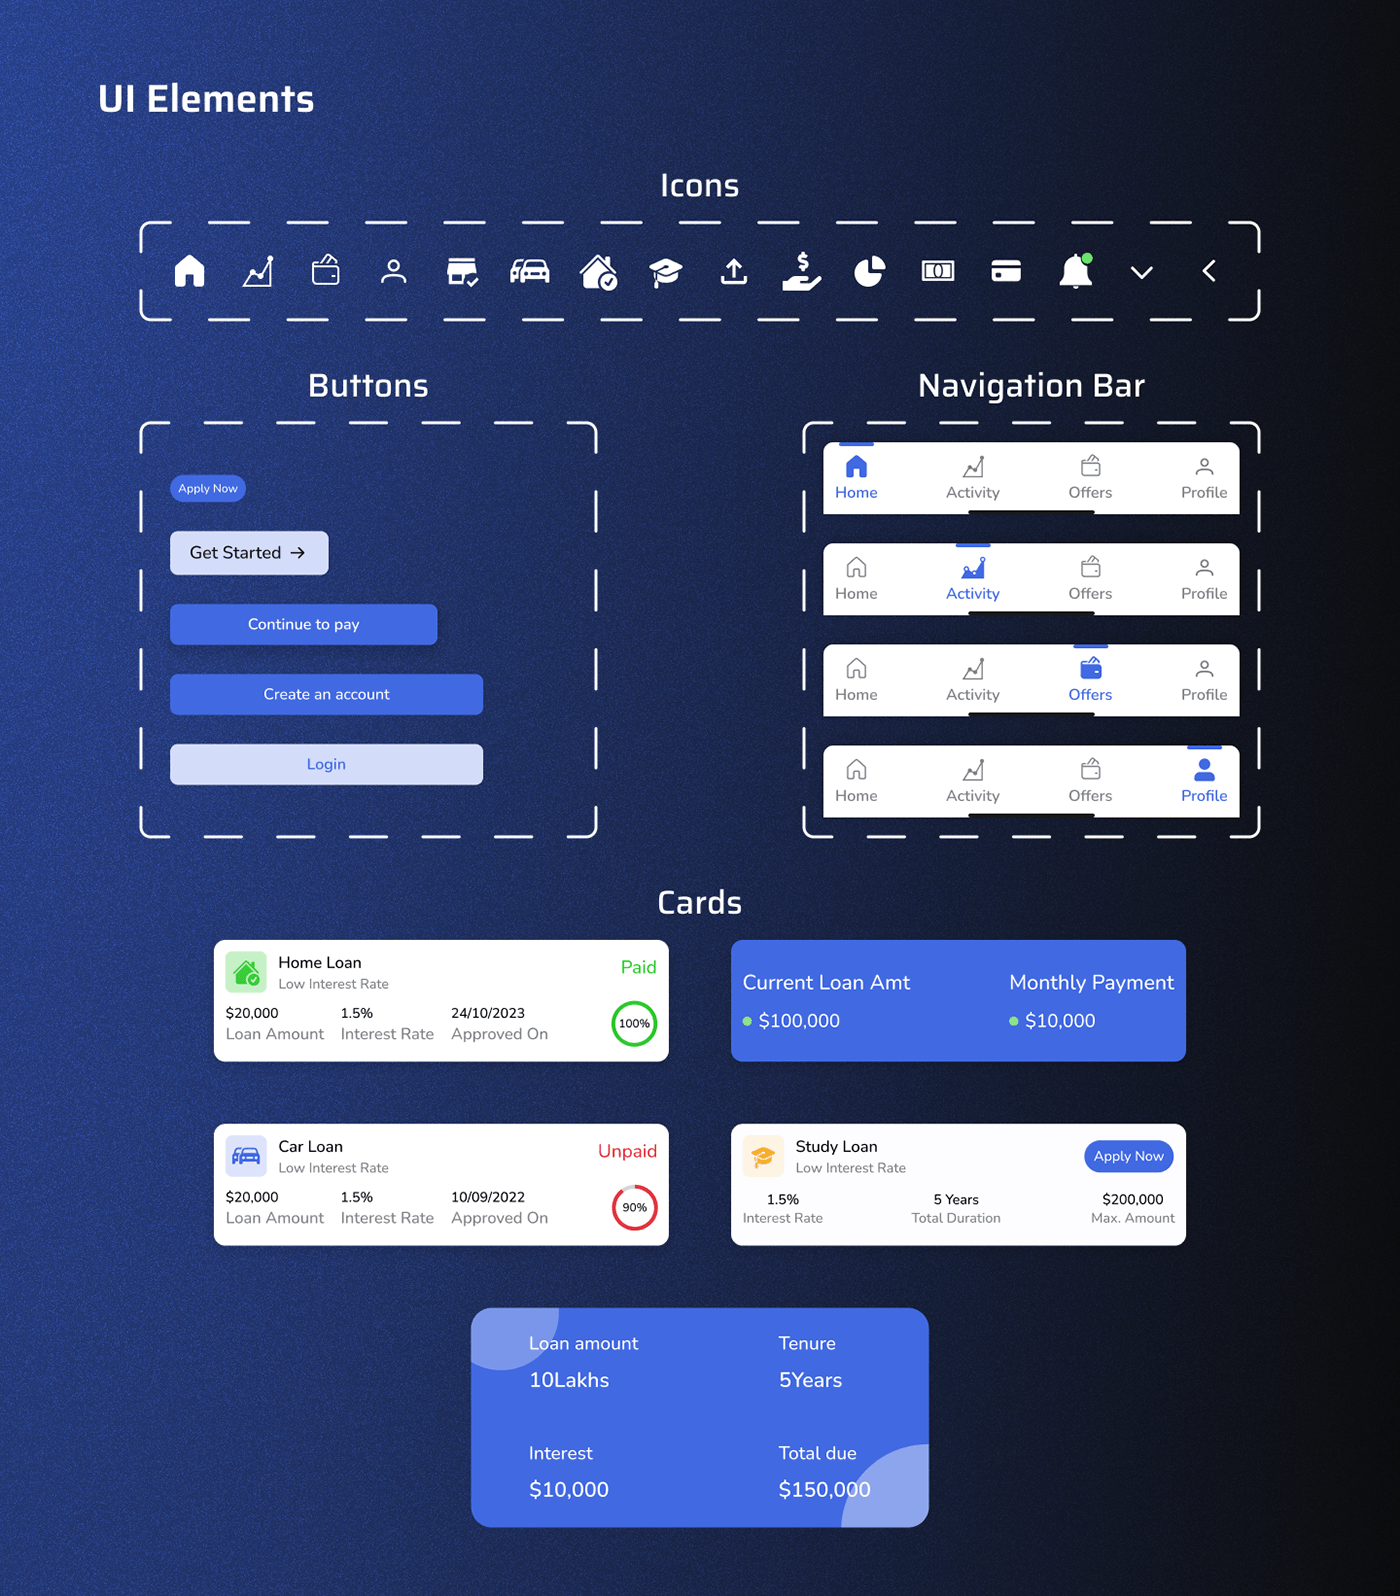 UI Elements
Icons
Buttons
Apply Now
Get Started →
Continue to pay
Create an account
Login
Navigation Bar
Home Activity Offers Profile
Home Activity Offers Profile
Home Activity Offers Profile
Home Activity Offers Profile
Cards
Home Loan
Low Interest Rate
Paid
$20,000 1.5% 24/10/2023
Loan Amount Interest Rate Approved On
100%
Current Loan Amt Monthly Payment
$100,000 $10,000
Car Loan
Low Interest Rate
Unpaid
$20,000 1.5% 10/09/2022
Loan Amount Interest Rate Approved On
90%
Study Loan
Low Interest Rate
Apply Now
1.5% 5 Years $200,000
Interest Rate Total Duration Max. Amount
Loan amount Tenure
10Lakhs 5Years
Interest Total due
$10,000 $150,000